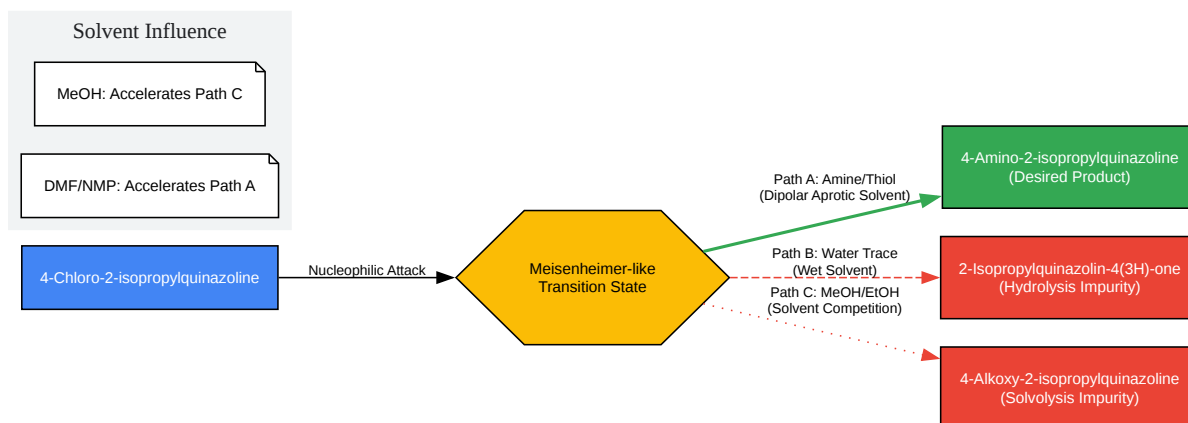 Solvent Influence
MeOH: Accelerates Path C
DMF/NMP: Accelerates Path A
4-Chloro-2-isopropylquinazoline
Nucleophilic Attack
Meisenheimer-like
Transition State
Path A: Amine/Thiol
(Dipolar Aprotic Solvent)
Path B: Water Trace
(Wet Solvent)
Path C: MeOH/EtOH
(Solvent Competition)
4-Amino-2-isopropylquinazoline
(Desired Product)
2-Isopropylquinazolin-4(3H)-one
(Hydrolysis Impurity)
4-Alkoxy-2-isopropylquinazoline
(Solvolysis Impurity)